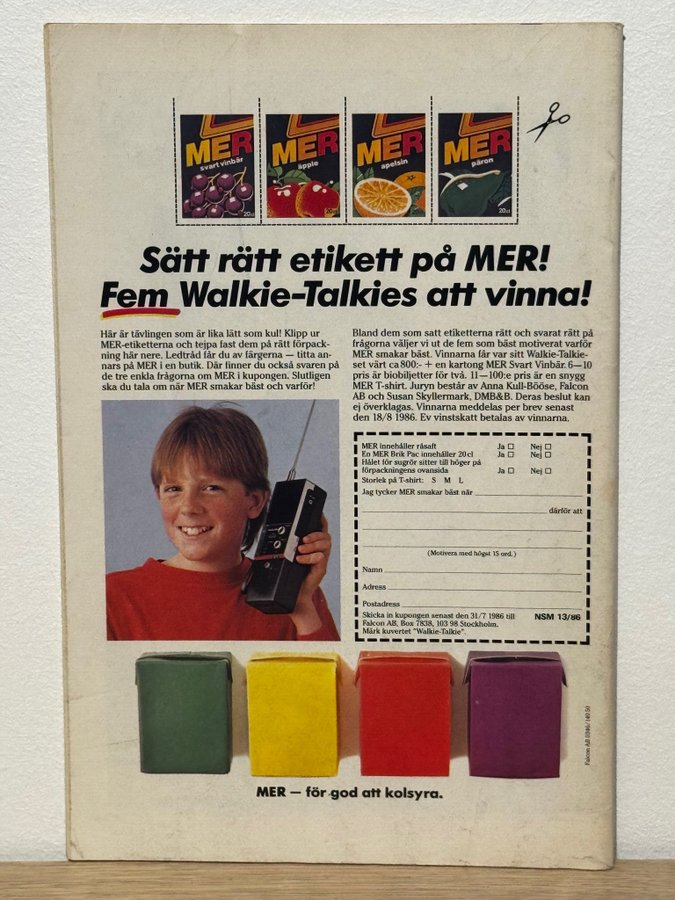 MER
svart vinbär
20cl
MER
äpple
20cl
MER
apelsin
20cl
MER
päron
20cl
Sätt rätt etikett på MER!
Fem Walkie-Talkies att vinna!
Här är tävlingen som är lika lätt som kul! Klipp ur
MER-etiketterna och tejpa fast dem på rätt förpack-
ning här nere. Ledtråd får du av färgerna — titta an-
nars på MER i en butik. Där finner du också svaren på
de tre enkla frågorna om MER i kupongen. Slutligen
ska du tala om när MER smakar bäst och varför!
Bland dem som satt etiketterna rätt och svarat rätt på
frågorna väljer vi ut de fem som bäst motiverat varför
MER smakar bäst. Vinnarna får var sitt Walkie-Talkie-
set värt ca 800:- + en kartong MER Svart Vinbär. 6—10
pris är biobiljetter för två. 11—100:e pris är en snygg
MER T-shirt. Juryn består av Anna Kull-Bööse, Falcon
AB och Susan Skyllermark, DMB&B. Deras beslut kan
ej överklagas. Vinnarna meddelas per brev senast
den 18/8 1986. Ev vinstskatt betalas av vinnarna.
MER innehåller råsaft Ja Nej
En MER Brik Pac innehåller 20 cl Ja Nej
Hålet för sugrör sitter till höger på
förpackningens ovansida Ja Nej
Storlek på T-shirt: S M L
Jag tycker MER smakar bäst när
därför att
(Motivera med högst 15 ord.)
Namn
Adress
Postadress
Skicka in kupongen senast den 31/7 1986 till
Falcon AB, Box 7838, 103 98 Stockholm.
Märk kuvertet "Walkie-Talkie".
NSM 13/86
MER — för god att kolsyra.
Falcon AB